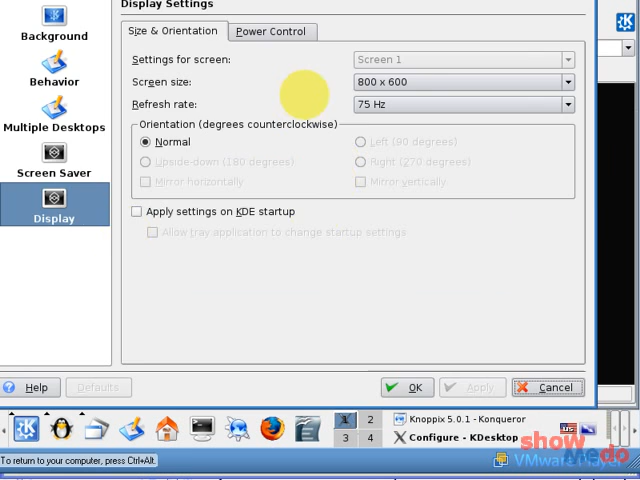 Display Settings
Background
Behavior
Multiple Desktops
Screen Saver
Display
Size & Orientation
Power Control
Settings for screen:
Screen 1
Screen size:
800 x 600
Refresh rate:
75 Hz
Orientation (degrees counterclockwise)
Normal
Left (90 degrees)
Upside-down (180 degrees)
Right (270 degrees)
Mirror horizontally
Mirror vertically
Apply settings on KDE startup
Allow tray application to change startup settings
Help
Defaults
OK
Apply
Cancel
1
2
3
4
Knoppix 5.0.1 - Konqueror
Configure - KDesktop
US
showmedo
To return to your computer, press Ctrl+Alt.
VMware Player